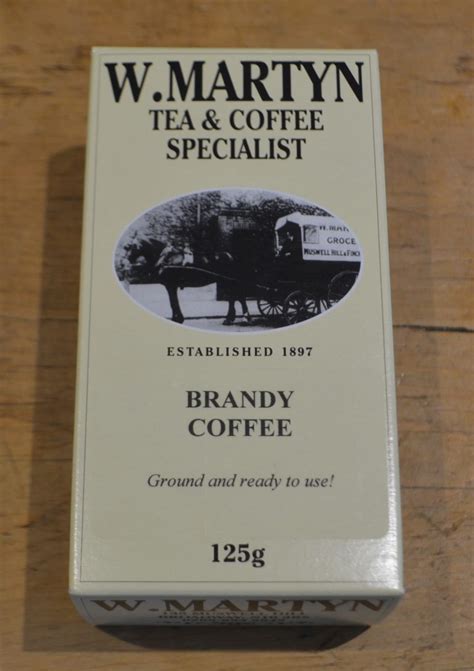 W.MARTYN
TEA & COFFEE
SPECIALIST
W.MAR
GROCE
MUSWELL HILL & FINCH
ESTABLISHED 1897
BRANDY
COFFEE
Ground and ready to use!
125g
W.MARTYN